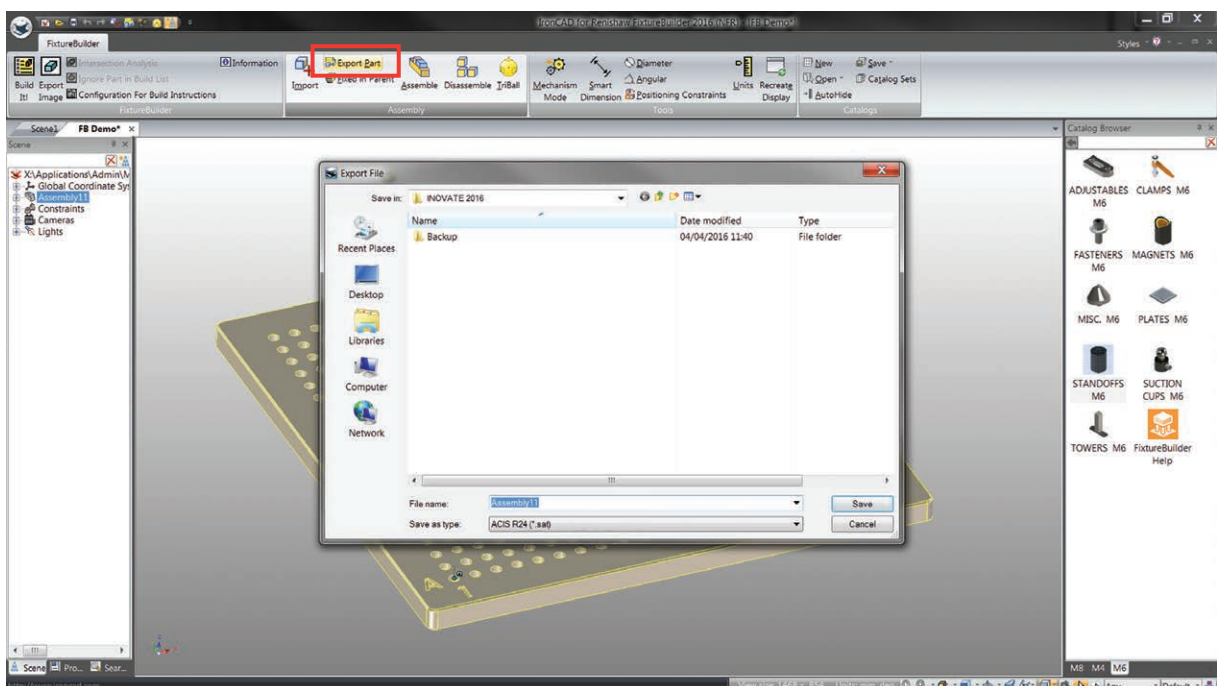 IronCAD for Renishaw FixtureBuilder 2016 (NFR) - [FB Demo*]
FixtureBuilder
Styles
Intersection Analysis
Ignore Part in Build List
Configuration For Build Instructions
Information
Build It!
Export Image
FixtureBuilder
Import
Export Part
Fixed in Parent
Assemble
Disassemble
TriBall
Assembly
Mechanism Mode
Smart Dimension
Diameter
Angular
Positioning Constraints
Units
Recreate Display
Tools
New
Save
Open
Catalog Sets
AutoHide
Catalogs
Scene1
FB Demo*
Scene
X:\Applications\Admin\M
Global Coordinate Sys
Assembly11
Constraints
Cameras
Lights
Export File
Save in:
INOVATE 2016
Name
Date modified
Type
Backup
04/04/2016 11:40
File folder
Recent Places
Desktop
Libraries
Computer
Network
File name:
Assembly11
Save
Save as type:
ACIS R24 (*.sat)
Cancel
A
1
Catalog Browser
ADJUSTABLES M6
CLAMPS M6
FASTENERS M6
MAGNETS M6
MISC. M6
PLATES M6
STANDOFFS M6
SUCTION CUPS M6
TOWERS M6
FixtureBuilder Help
Scene
Pro...
Sear...
M8
M4
M6
Any
Default